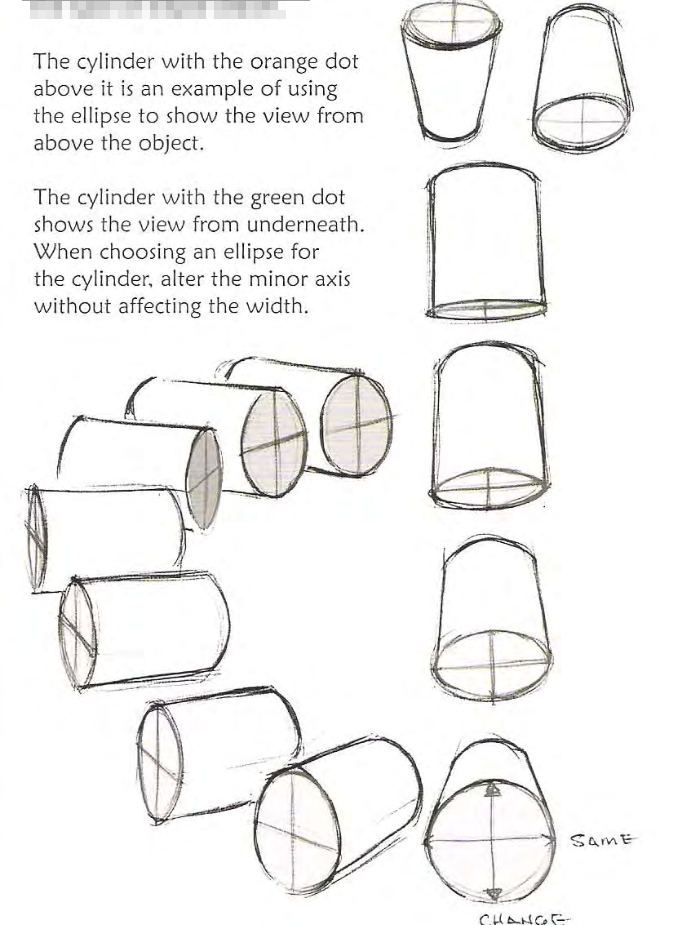 The cylinder with the orange dot
above it is an example of using
the ellipse to show the view from
above the object.
The cylinder with the green dot
shows the view from underneath.
When choosing an ellipse for
the cylinder, alter the minor axis
without affecting the width.
SAME
CHANGE